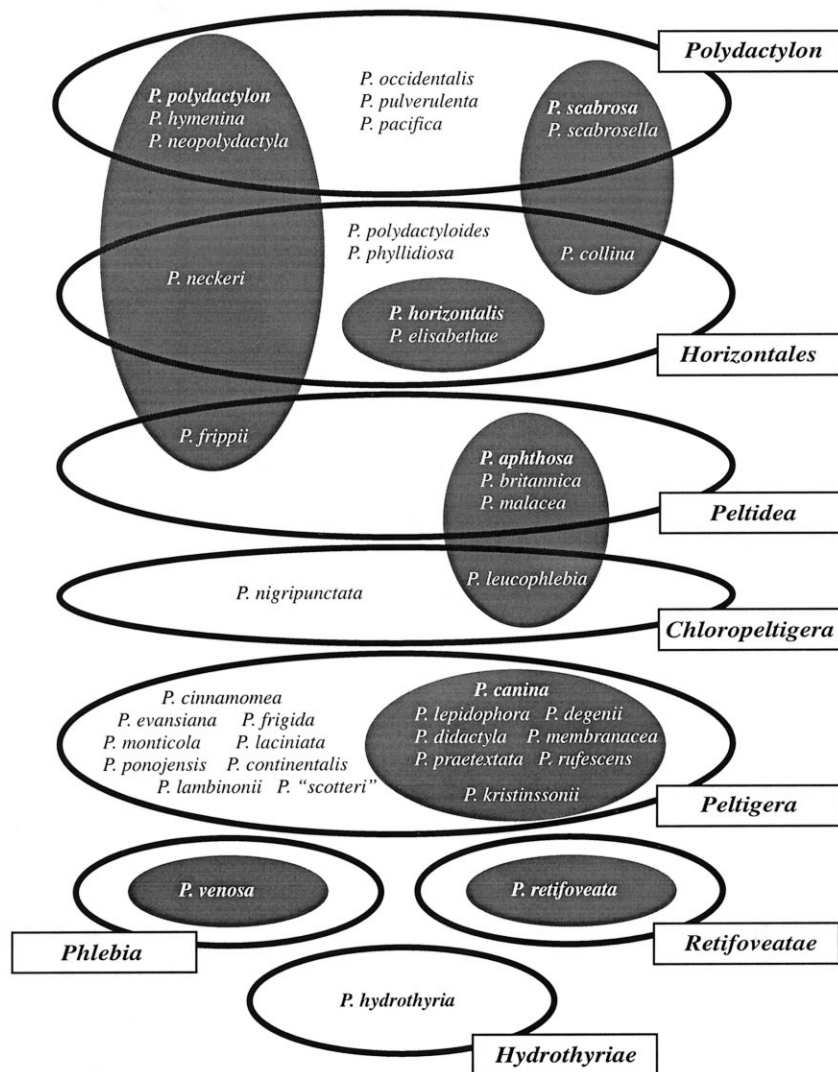 Polydactylon
P. occidentalis
P. pulverulenta
P. pacifica
P. polydactylon
P. hymenina
P. neopolydactyla
P. scabrosa
P. scabrosella
P. polydactyloides
P. phyllidiosa
P. collina
P. neckeri
P. horizontalis
P. elisabethae
Horizontales
P. frippii
P. aphthosa
P. britannica
P. malacea
Peltidea
P. leucophlebia
P. nigripunctata
Chloropeltigera
P. cinnamomea
P. evansiana P. frigida
P. monticola P. laciniata
P. ponojensis P. continentalis
P. lambinonii P. “scotteri”
P. canina
P. lepidophora P. degenii
P. didactyla P. membranacea
P. praetextata P. rufescens
P. kristinssonii
Peltigera
P. venosa
P. retifoveata
Phlebia
Retifoveatae
P. hydrothyria
Hydrothyriae